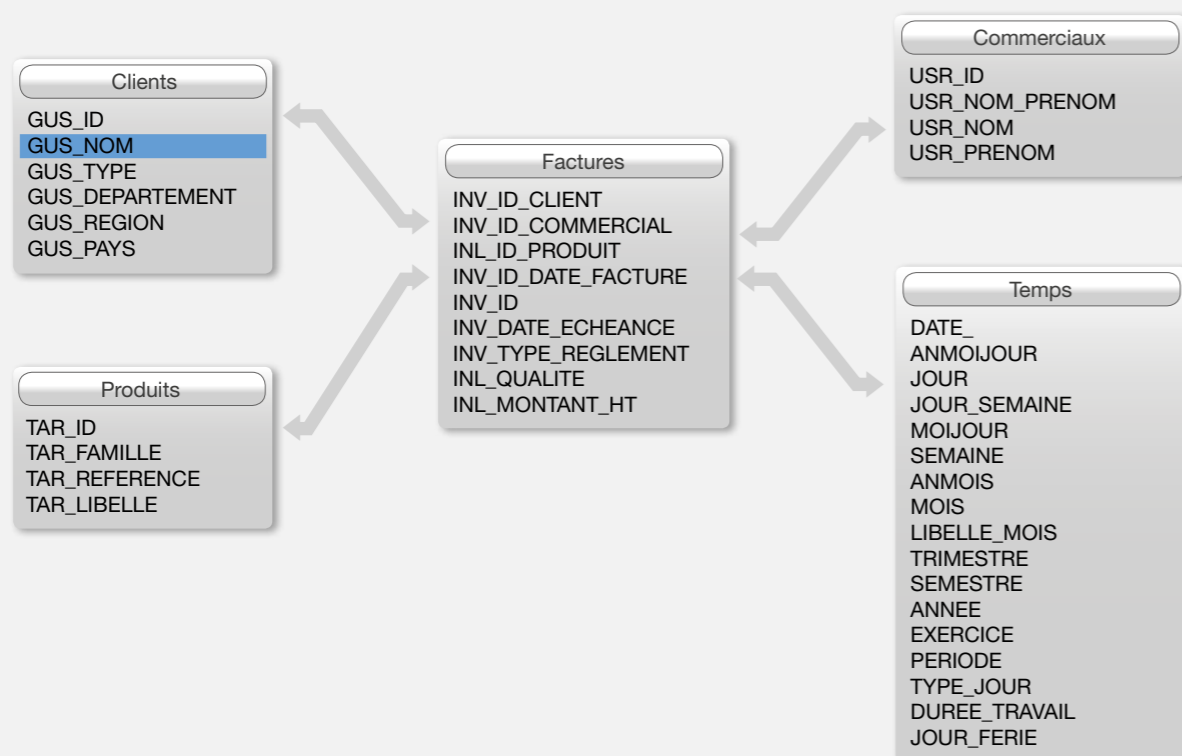 Clients
GUS_ID
GUS_NOM
GUS_TYPE
GUS_DEPARTEMENT
GUS_REGION
GUS_PAYS
Produits
TAR_ID
TAR_FAMILLE
TAR_REFERENCE
TAR_LIBELLE
Factures
INV_ID_CLIENT
INV_ID_COMMERCIAL
INL_ID_PRODUIT
INV_ID_DATE_FACTURE
INV_ID
INV_DATE_ECHEANCE
INV_TYPE_REGLEMENT
INL_QUALITE
INL_MONTANT_HT
Commerciaux
USR_ID
USR_NOM_PRENOM
USR_NOM
USR_PRENOM
Temps
DATE_
ANMOIJOUR
JOUR
JOUR_SEMAINE
MOIJOUR
SEMAINE
ANMOIS
MOIS
LIBELLE_MOIS
TRIMESTRE
SEMESTRE
ANNEE
EXERCICE
PERIODE
TYPE_JOUR
DUREE_TRAVAIL
JOUR_FERIE